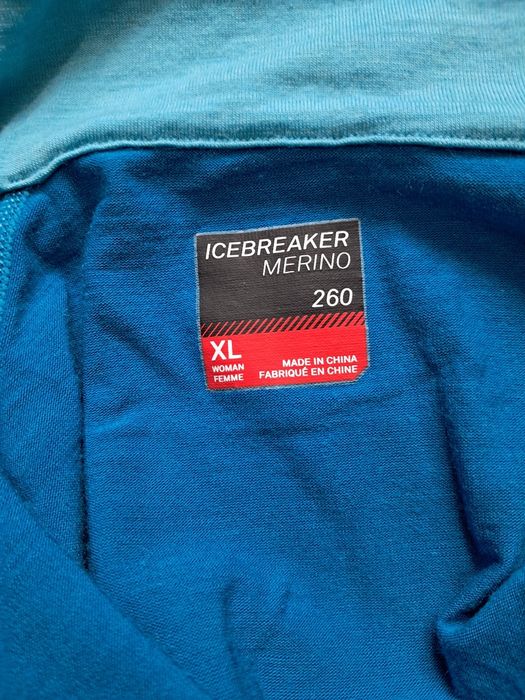 ICEBREAKER
MERINO
260
XL
WOMAN
FEMME
MADE IN CHINA
FABRIQUÉ EN CHINE